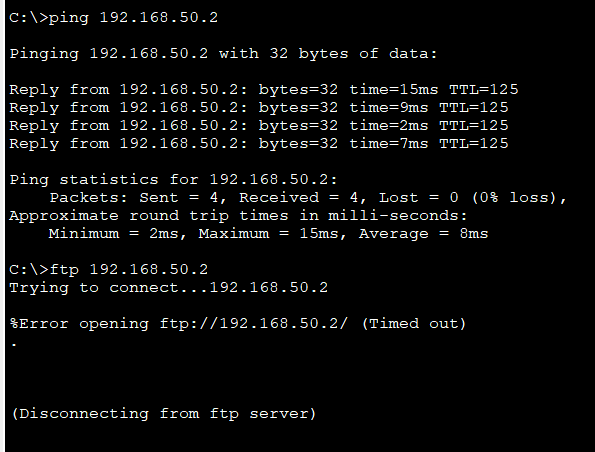 C:\>ping 192.168.50.2
Pinging 192.168.50.2 with 32 bytes of data:
Reply from 192.168.50.2: bytes=32 time=15ms TTL=125
Reply from 192.168.50.2: bytes=32 time=9ms TTL=125
Reply from 192.168.50.2: bytes=32 time=2ms TTL=125
Reply from 192.168.50.2: bytes=32 time=7ms TTL=125
Ping statistics for 192.168.50.2:
    Packets: Sent = 4, Received = 4, Lost = 0 (0% loss),
Approximate round trip times in milli-seconds:
    Minimum = 2ms, Maximum = 15ms, Average = 8ms
C:\>ftp 192.168.50.2
Trying to connect...192.168.50.2
%Error opening ftp://192.168.50.2/ (Timed out)
.
(Disconnecting from ftp server)